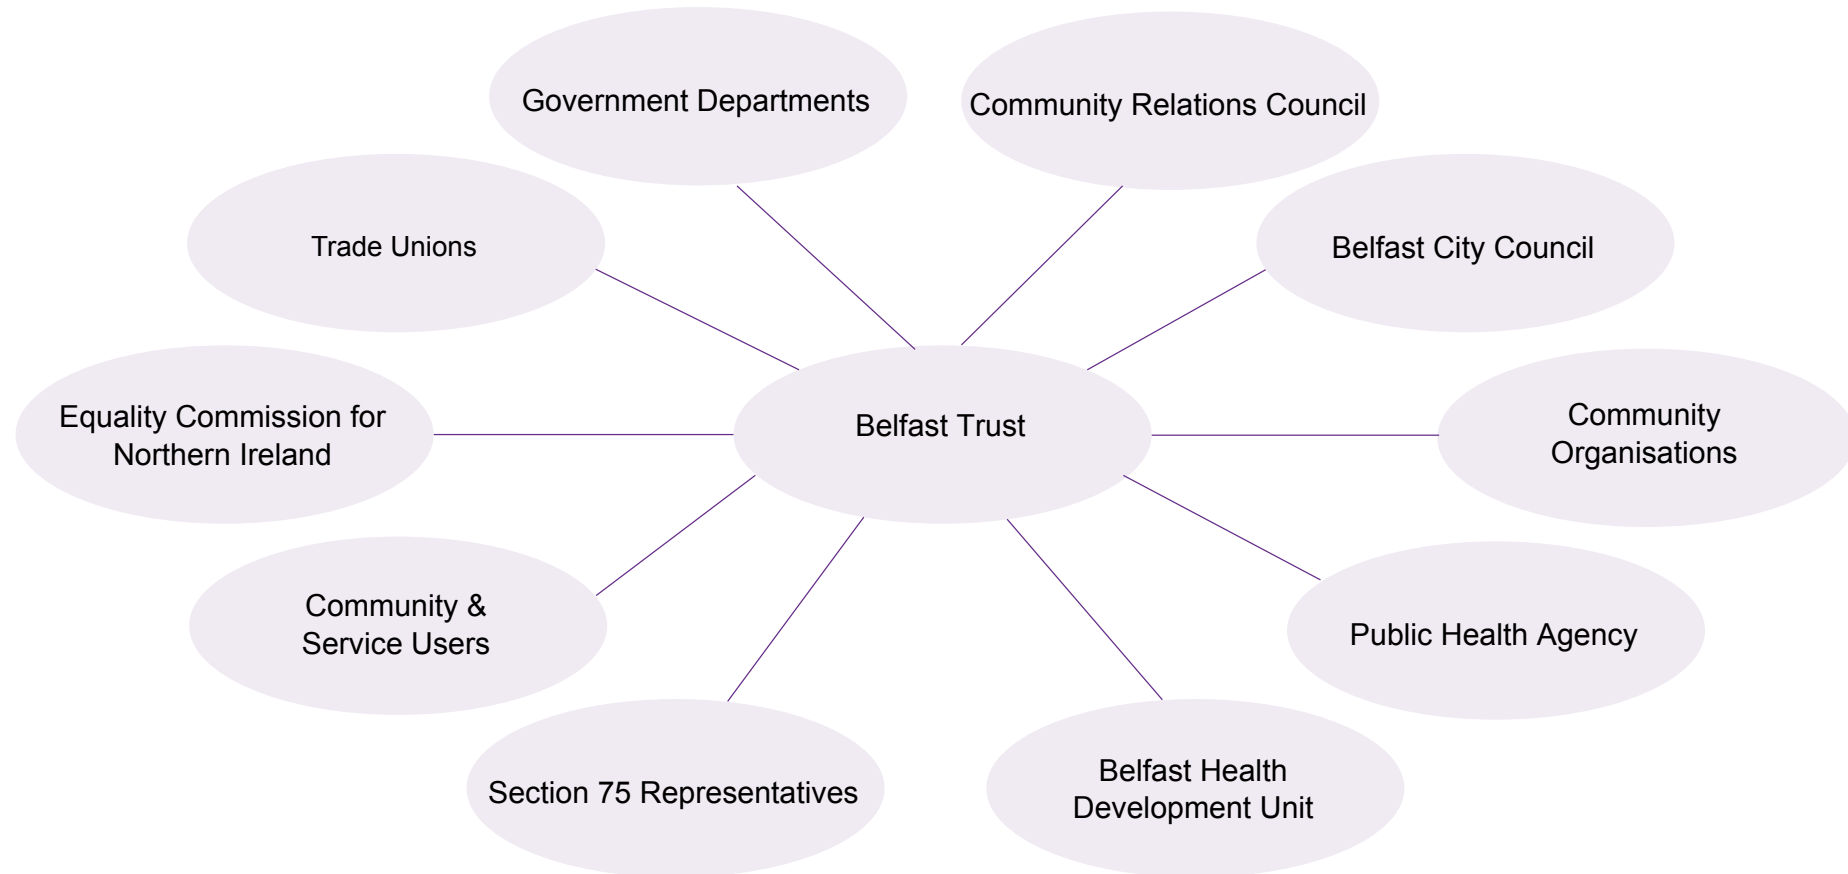 Government Departments
Community Relations Council
Trade Unions
Belfast City Council
Equality Commission for
Northern Ireland
Belfast Trust
Community
Organisations
Community &
Service Users
Public Health Agency
Section 75 Representatives
Belfast Health
Development Unit